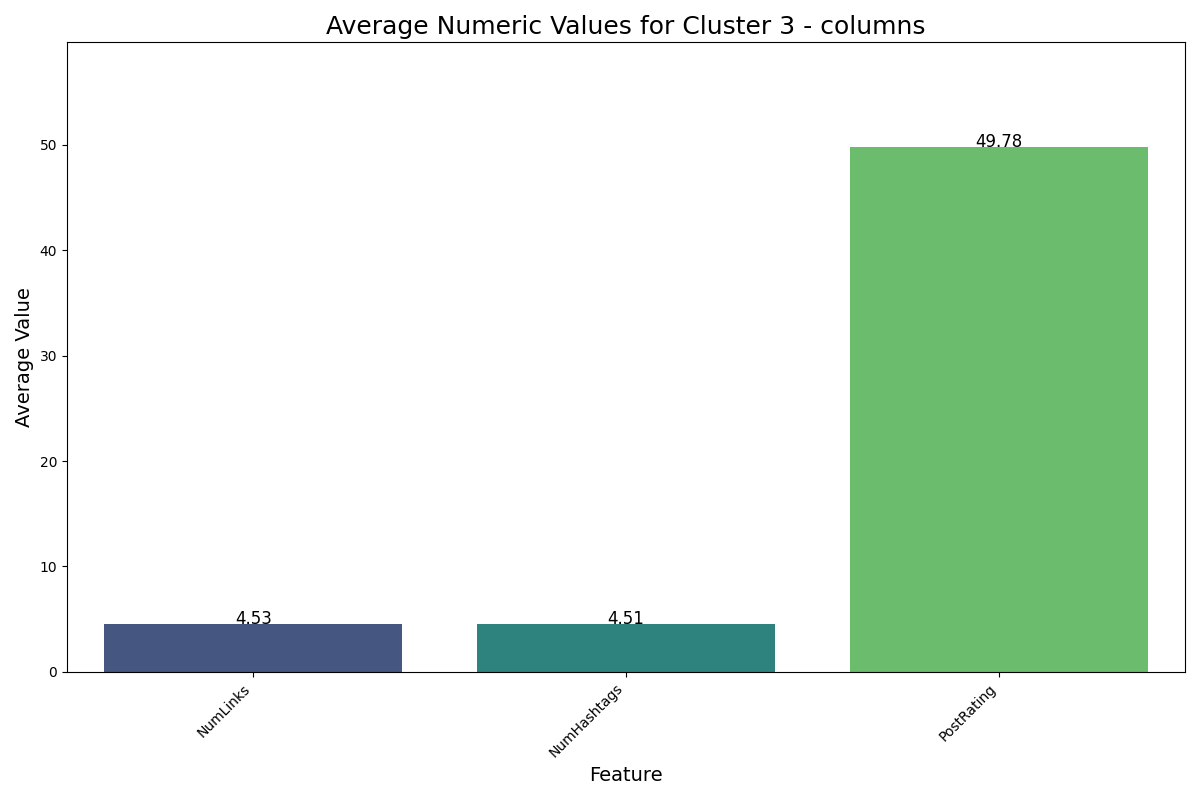 Average Numeric Values for Cluster 3 - columns
Average Value
50
40
30
20
10
0
4.53
4.51
49.78
NumLinks
NumHashtags
PostRating
Feature